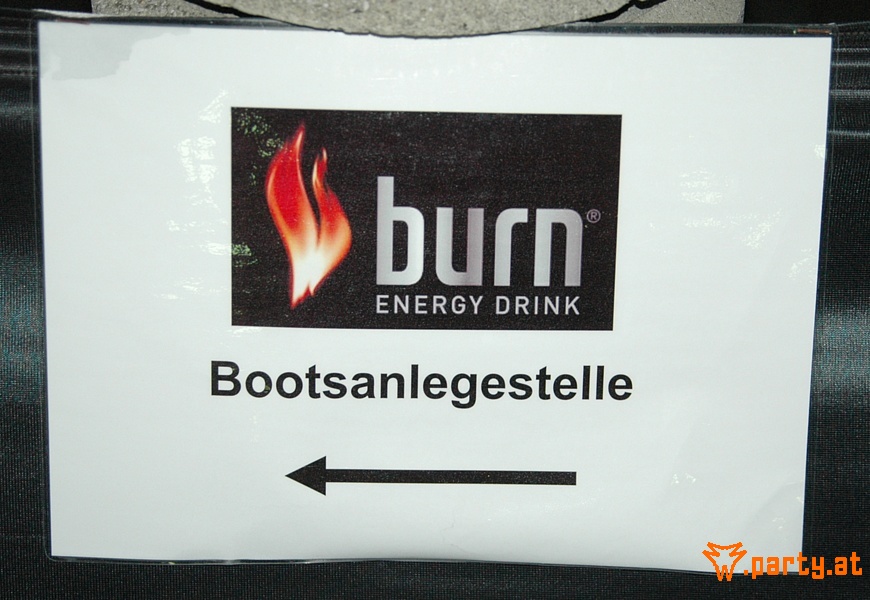 burn®
ENERGY DRINK
Bootsanlegestelle
w.party.at